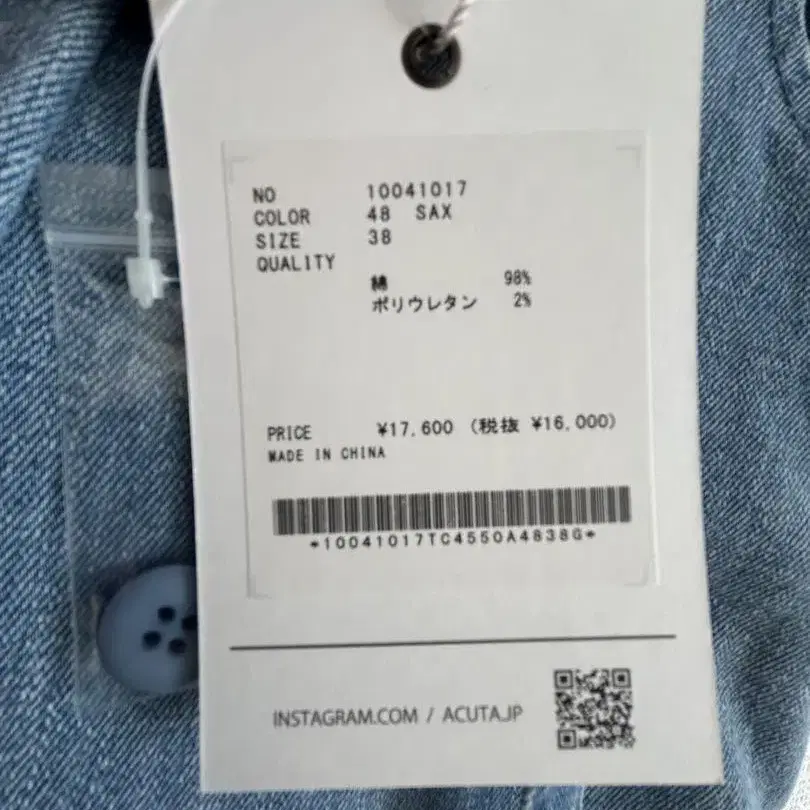 NO 10041017
COLOR 48 SAX
SIZE 38
QUALITY
綿 98%
ポリウレタン 2%
PRICE ¥17,600 (税抜 ¥16,000)
MADE IN CHINA
*10041017TC4550A4838G*
INSTAGRAM.COM / ACUTA.JP